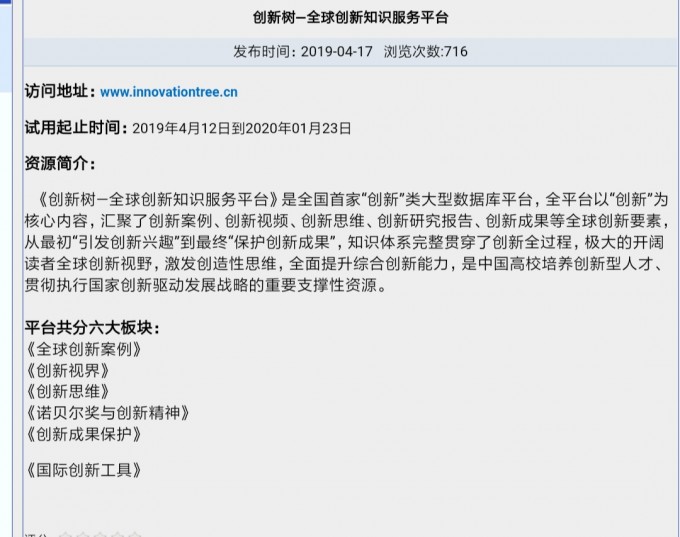 创新树—全球创新知识服务平台
发布时间: 2019-04-17 浏览次数:716
访问地址: www.innovationtree.cn
试用起止时间: 2019年4月12日到2020年01月23日
资源简介:
《创新树—全球创新知识服务平台》是全国首家“创新”类大型数据库平台，全平台以“创新”为
核心内容，汇聚了创新案例、创新视频、创新思维、创新研究报告、创新成果等全球创新要素，
从最初“引发创新兴趣”到最终“保护创新成果”，知识体系完整贯穿了创新全过程，极大的开阔
读者全球创新视野，激发创造性思维，全面提升综合创新能力，是中国高校培养创新型人才、
贯彻执行国家创新驱动发展战略的重要支撑性资源。
平台共分六大板块：
《全球创新案例》
《创新视界》
《创新思维》
《诺贝尔奖与创新精神》
《创新成果保护》
《国际创新工具》